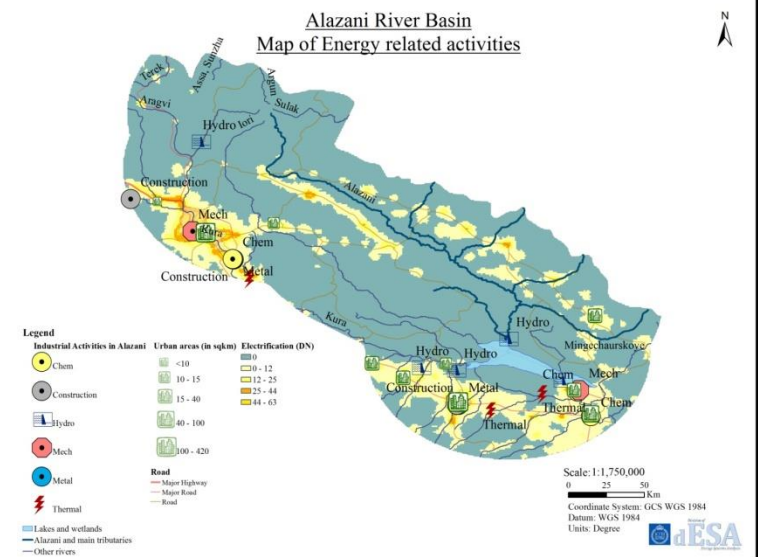 Alazani River Basin
Map of Energy related activities
N
Terek
Assa, Sunzha
Argun
Sulak
Aragvi
Hydro
Iori
Construction
Alazani
Mech
Kura
Chem
Construction
Metal
Kura
Hydro
Mingechaurskoye
Hydro
Hydro
Chem
Mech
Construction
Metal
Thermal
Chem
Thermal
Legend
Industrial Activities in Alazani
Chem
Construction
Hydro
Mech
Metal
Thermal
Lakes and wetlands
Alazani and main tributaries
Other rivers
Urban areas (in sqkm)
<10
10 - 15
15 - 40
40 - 100
100 - 420
Road
Major Highway
Major Road
Road
Electrification (DN)
0
0 - 12
12 - 25
25 - 44
44 - 63
Scale: 1:1,750,000
0 25 50
Km
Coordinate System: GCS WGS 1984
Datum: WGS 1984
Units: Degree
dESA